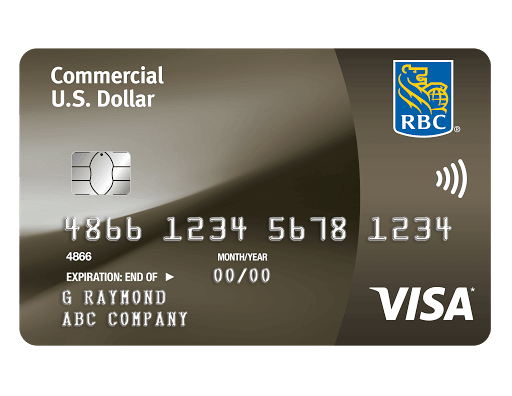 Commercial
U.S. Dollar
RBC®
4866 1234 5678 1234
4866
MONTH/YEAR
EXPIRATION: END OF ► 00/00
G RAYMOND
ABC COMPANY
VISA*